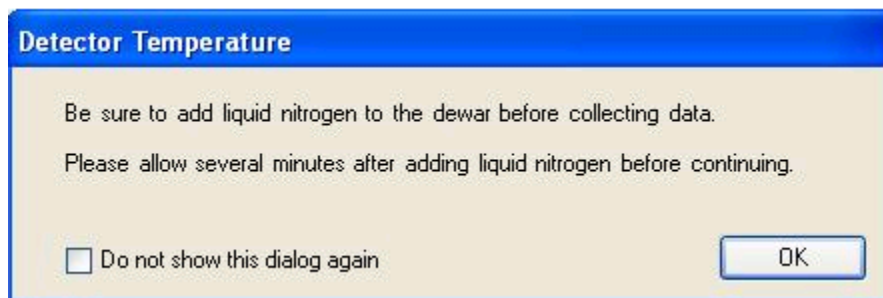 Detector Temperature
Be sure to add liquid nitrogen to the dewar before collecting data.
Please allow several minutes after adding liquid nitrogen before continuing.
Do not show this dialog again
OK